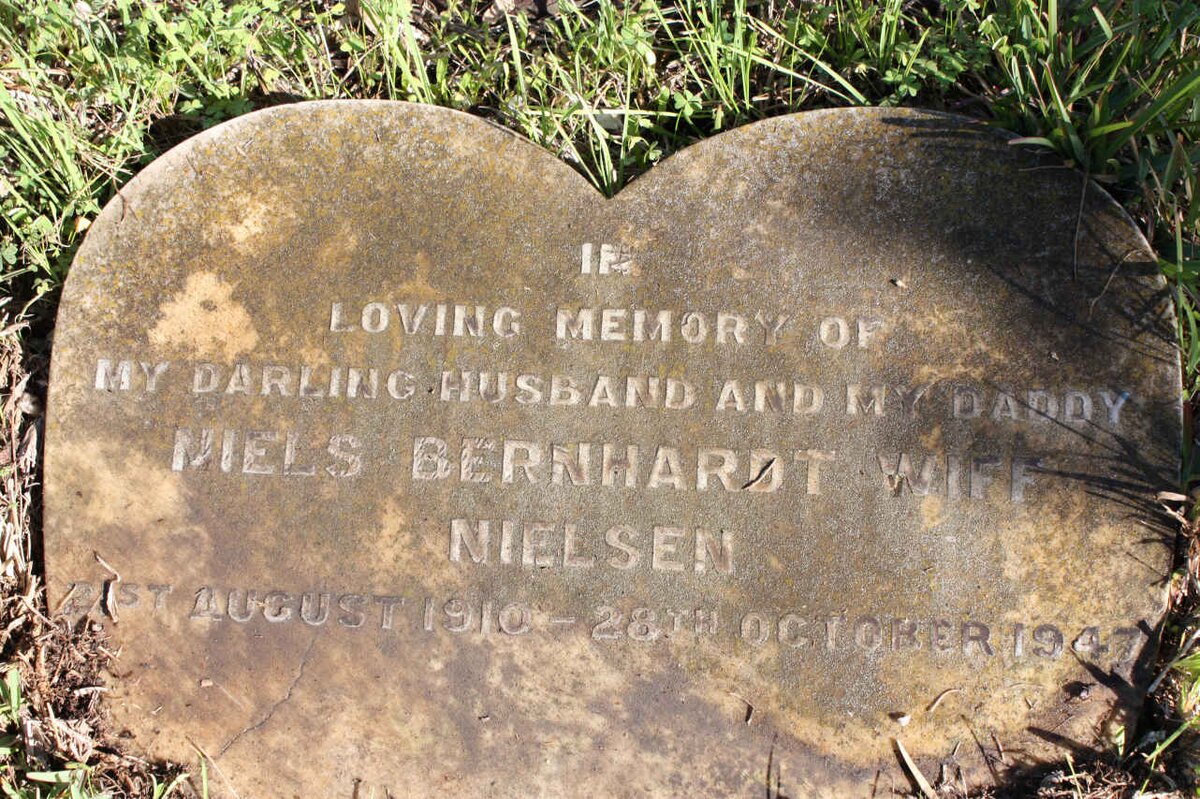 IN
LOVING MEMORY OF
MY DARLING HUSBAND AND MY DADDY
NIELS BERNHARDT WIFF
NIELSEN
21ST AUGUST 1910 - 28TH OCTOBER 1947